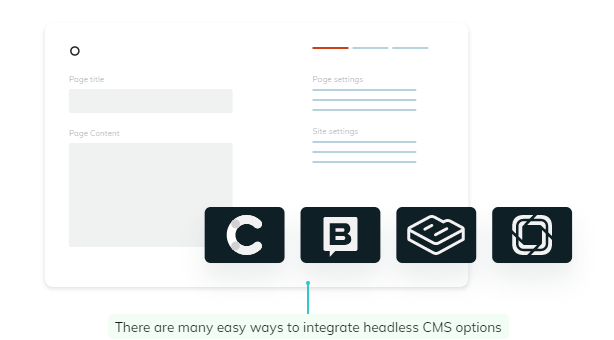 Page title
Page settings
Page Content
Site settings
B
There are many easy ways to integrate headless CMS options